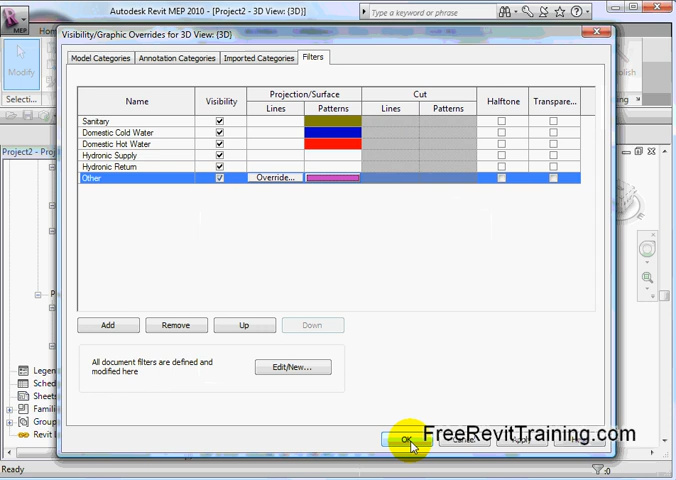 Autodesk Revit MEP 2010 - [Project2 - 3D View: {3D}]
Type a keyword or phrase
MEP
Visibility/Graphic Overrides for 3D View: {3D}
Model Categories
Annotation Categories
Imported Categories
Filters
Modify
Selecti...
Name
Visibility
Projection/Surface
Cut
Halftone
Transpare...
Lines
Patterns
Lines
Patterns
Sanitary
Domestic Cold Water
Domestic Hot Water
Hydronic Supply
Hydronic Return
Other
Override...
Project2 -
Add
Remove
Up
Down
All document filters are defined and
modified here
Edit/New...
Legen
Sched
Sheets
Famili
Group
Revit L
OK
Cancel
Apply
FreeRevitTraining.com
Ready
:0